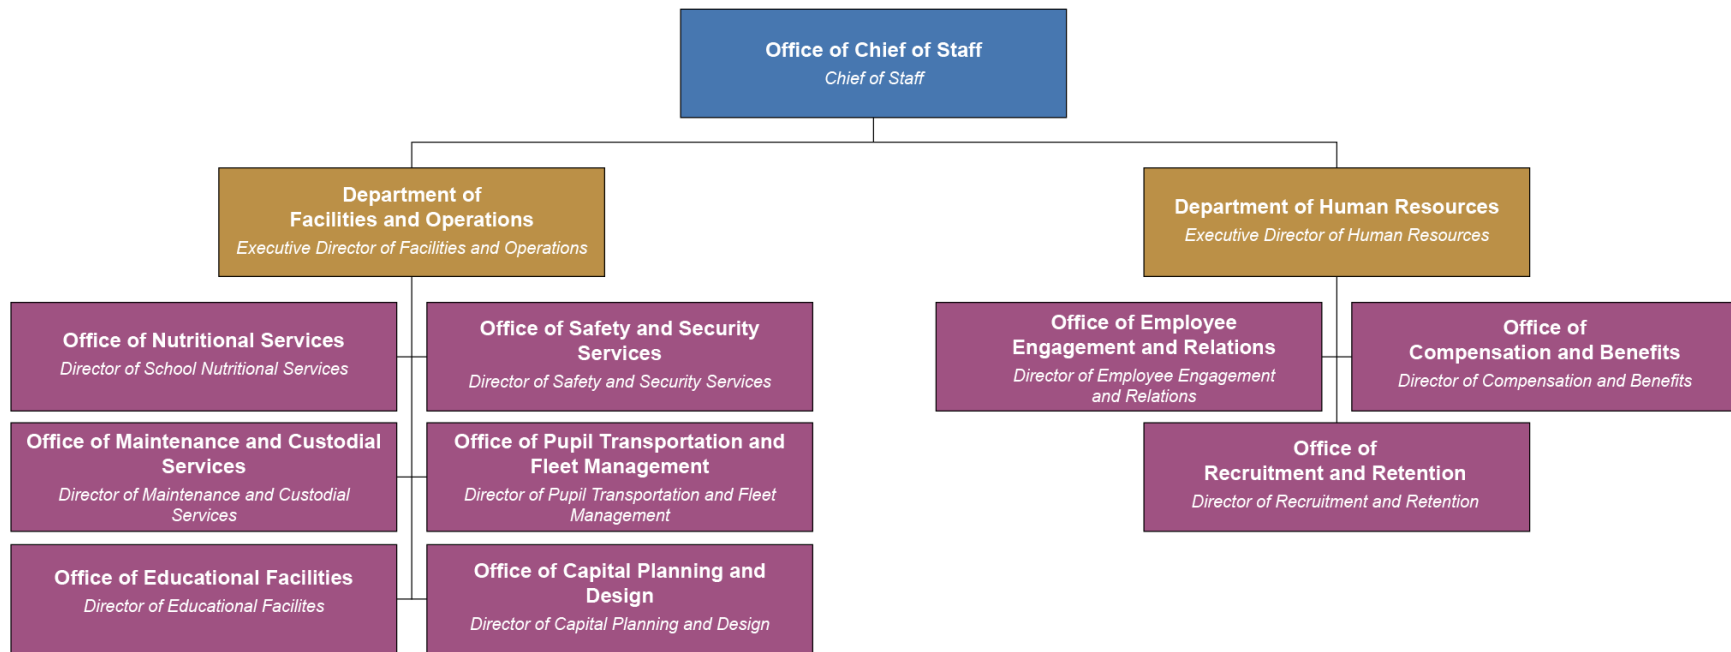 Office of Chief of Staff
Chief of Staff
Department of
Facilities and Operations
Executive Director of Facilities and Operations
Department of Human Resources
Executive Director of Human Resources
Office of Nutritional Services
Director of School Nutritional Services
Office of Safety and Security
Services
Director of Safety and Security Services
Office of Employee
Engagement and Relations
Director of Employee Engagement
and Relations
Office of
Compensation and Benefits
Director of Compensation and Benefits
Office of Maintenance and Custodial
Services
Director of Maintenance and Custodial
Services
Office of Pupil Transportation and
Fleet Management
Director of Pupil Transportation and Fleet
Management
Office of
Recruitment and Retention
Director of Recruitment and Retention
Office of Educational Facilities
Director of Educational Facilites
Office of Capital Planning and
Design
Director of Capital Planning and Design